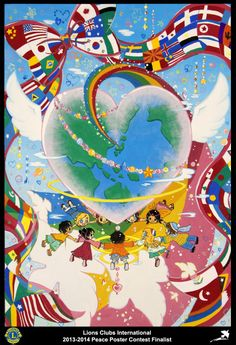 Lions Clubs International
2013-2014 Peace Poster Contest Finalist